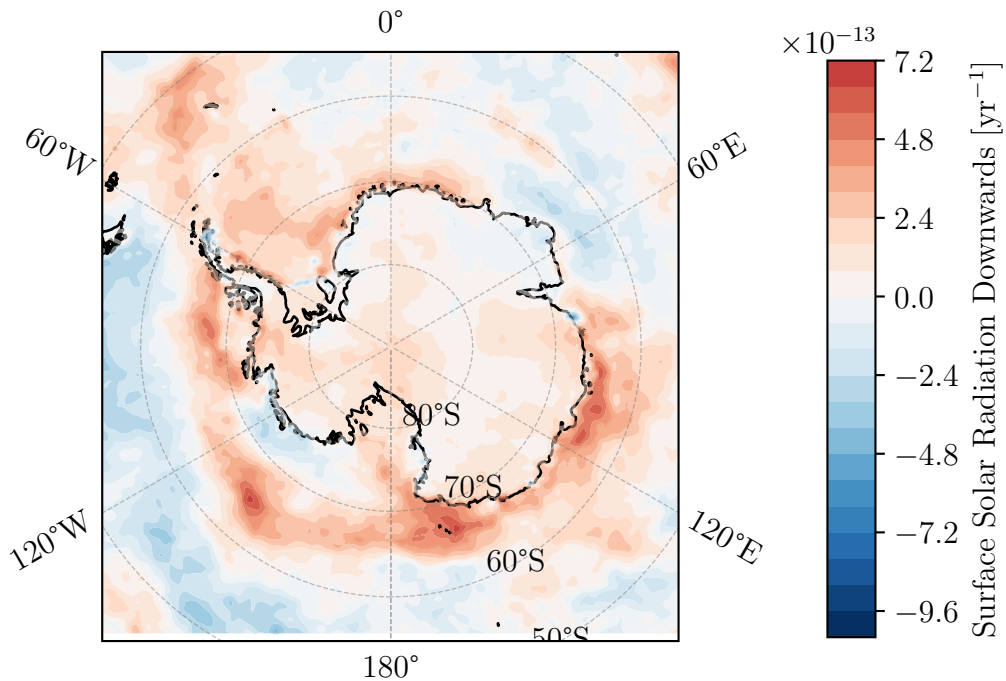 0°
×10⁻¹³
7.2
60°W
60°E
4.8
2.4
0.0
−2.4
80°S
−4.8
70°S
120°W
120°E
−7.2
60°S
−9.6
50°S
180°
Surface Solar Radiation Downwards [yr⁻¹]